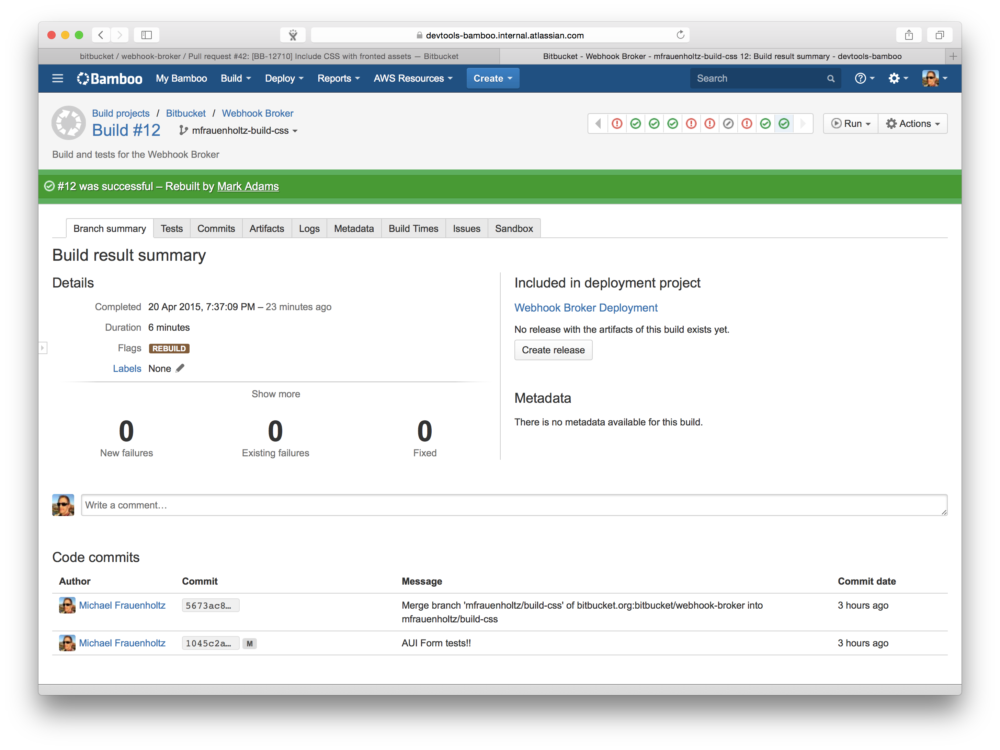 devtools-bamboo.internal.atlassian.com
bitbucket / webhook-broker / Pull request #42: [BB-12710] Include CSS with fronted assets — Bitbucket
Bitbucket - Webhook Broker - mfrauenholtz-build-css 12: Build result summary - devtools-bamboo
Bamboo My Bamboo Build Deploy Reports AWS Resources Create Search
Build projects / Bitbucket / Webhook Broker
Build #12 mfrauenholtz-build-css
Run Actions
Build and tests for the Webhook Broker
#12 was successful – Rebuilt by Mark Adams
Branch summary Tests Commits Artifacts Logs Metadata Build Times Issues Sandbox
Build result summary
Details
Completed 20 Apr 2015, 7:37:09 PM – 23 minutes ago
Duration 6 minutes
Flags REBUILD
Labels None
Show more
0 0 0
New failures Existing failures Fixed
Included in deployment project
Webhook Broker Deployment
No release with the artifacts of this build exists yet.
Create release
Metadata
There is no metadata available for this build.
Write a comment…
Code commits
Author Commit Message Commit date
Michael Frauenholtz 5673ac8… Merge branch 'mfrauenholtz/build-css' of bitbucket.org:bitbucket/webhook-broker into 3 hours ago
mfrauenholtz/build-css
Michael Frauenholtz 1045c2a… M AUI Form tests!! 3 hours ago